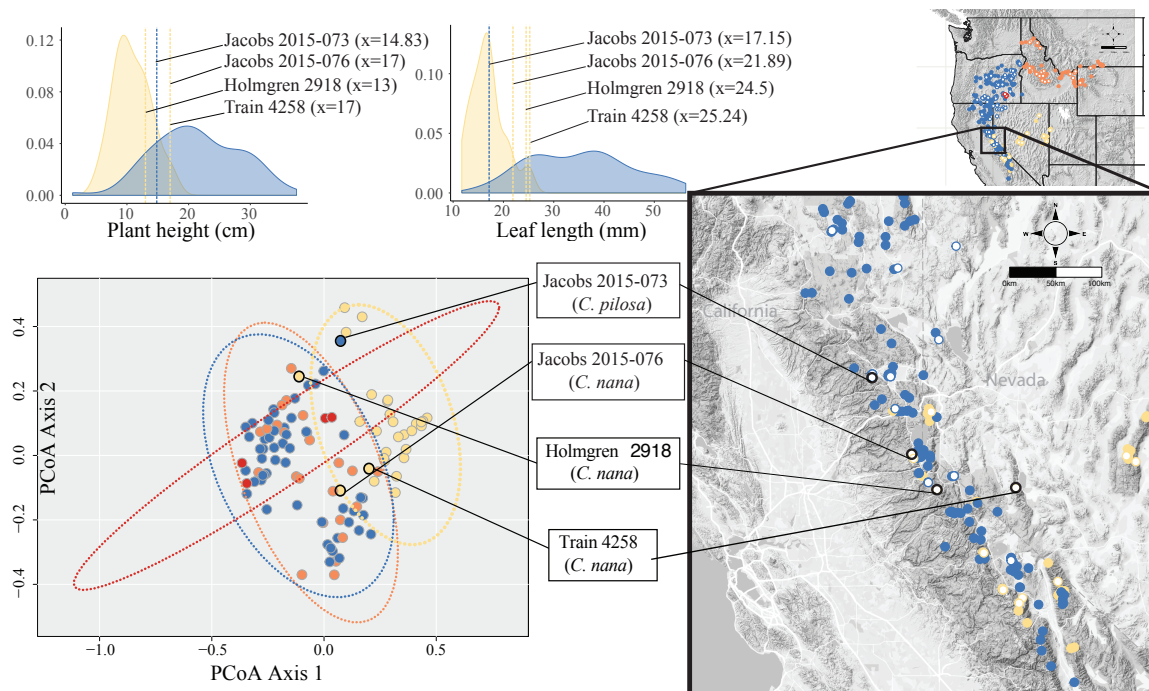 0.12
0.08
0.04
0.00
Jacobs 2015-073 (x=14.83)
Jacobs 2015-076 (x=17)
Holmgren 2918 (x=13)
Train 4258 (x=17)
0
10
20
30
Plant height (cm)
0.10
0.05
0.00
Jacobs 2015-073 (x=17.15)
Jacobs 2015-076 (x=21.89)
Holmgren 2918 (x=24.5)
Train 4258 (x=25.24)
10
20
30
40
50
Leaf length (mm)
0.4
0.2
0.0
−0.2
−0.4
PCoA Axis 2
−1.0
−0.5
0.0
0.5
PCoA Axis 1
Jacobs 2015-073
(C. pilosa)
Jacobs 2015-076
(C. nana)
Holmgren 2918
(C. nana)
Train 4258
(C. nana)
N
W
E
S
0km
50km
100km
California
Nevada